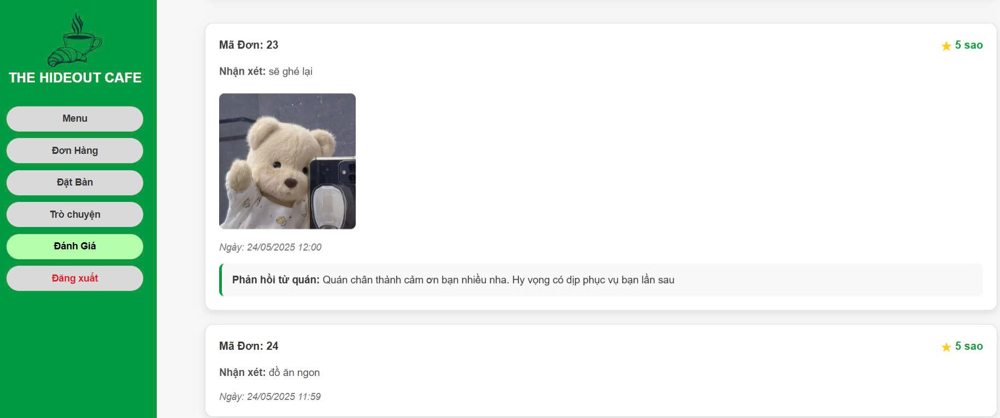 THE HIDEOUT CAFE
Menu
Đơn Hàng
Đặt Bàn
Trò chuyện
Đánh Giá
Đăng xuất
Mã Đơn: 23
5 sao
Nhận xét: sẽ ghé lại
Ngày: 24/05/2025 12:00
Phản hồi từ quán: Quán chân thành cảm ơn bạn nhiều nha. Hy vọng có dịp phục vụ bạn lần sau
Mã Đơn: 24
5 sao
Nhận xét: đồ ăn ngon
Ngày: 24/05/2025 11:59